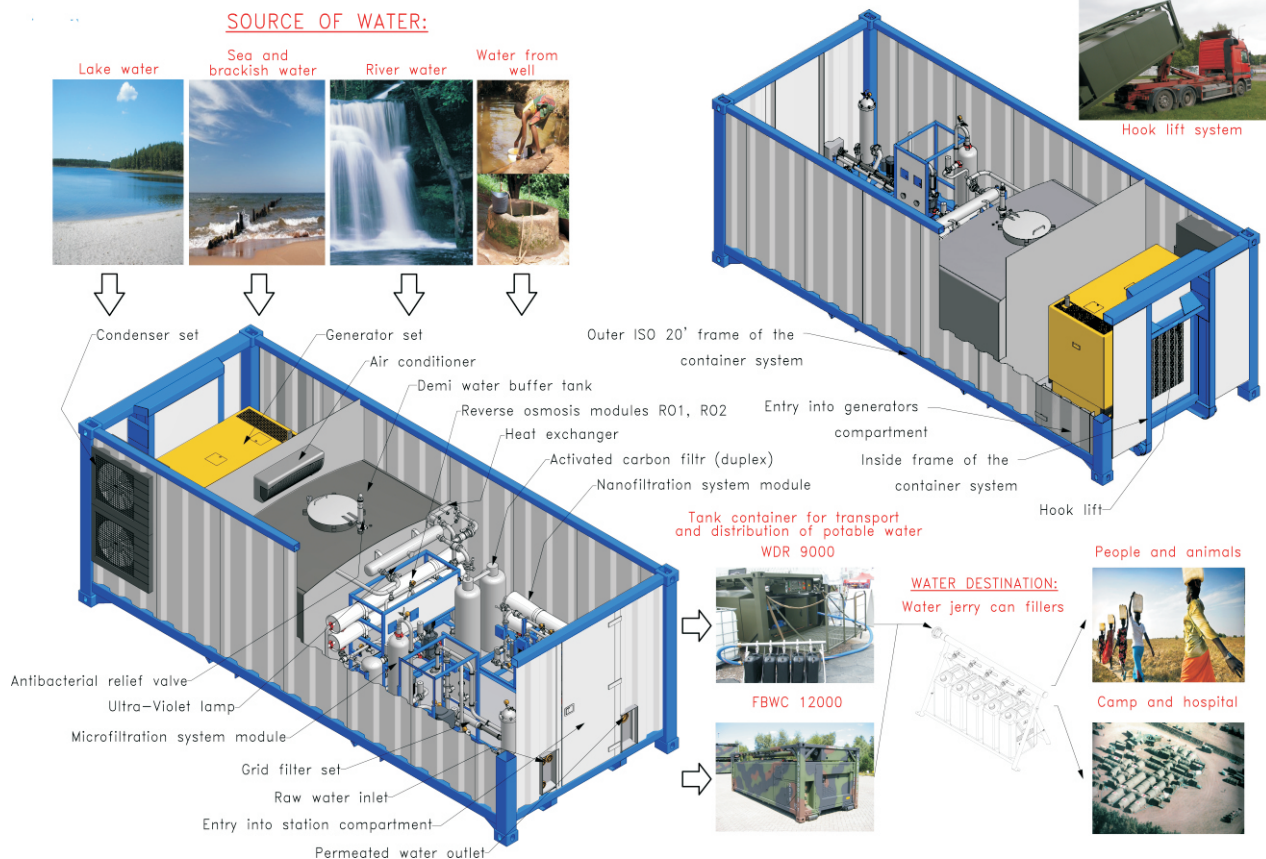 SOURCE OF WATER:
Lake water
Sea and
brackish water
River water
Water from
well
Hook lift system
Condenser set
Generator set
Air conditioner
Demi water buffer tank
Reverse osmosis modules RO1, RO2
Heat exchanger
Activated carbon filtr (duplex)
Nanofiltration system module
Outer ISO 20' frame of the
container system
Entry into generators
compartment
Inside frame of the
container system
Hook lift
Tank container for transport
and distribution of potable water
WDR 9000
FBWC 12000
WATER DESTINATION:
Water jerry can fillers
People and animals
Camp and hospital
Antibacterial relief valve
Ultra-Violet lamp
Microfiltration system module
Grid filter set
Raw water inlet
Entry into station compartment
Permeated water outlet